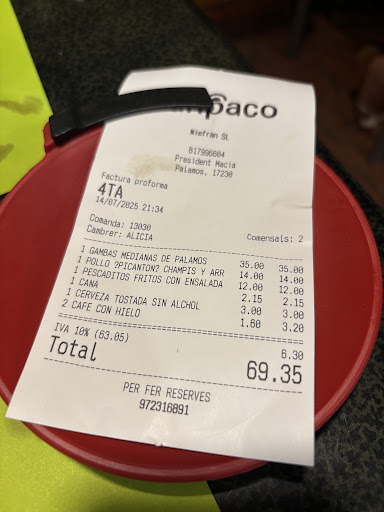 paco
Niefran SL
B17996604
President Macia
Palamos, 17230
Factura proforma
4TA
14/07/2025 21:34
Comanda: 13030
Cambrer: ALICIA Comensals: 2
1 GAMBAS MEDIANAS DE PALAMOS 35.00 35.00
1 POLLO ?PICANTON? CHAMPIS Y ARR 14.00 14.00
1 PESCADITOS FRITOS CON ENSALADA 12.00 12.00
1 CANA 2.15 2.15
1 CERVEZA TOSTADA SIN ALCHOL 3.00 3.00
2 CAFE CON HIELO 1.60 3.20
IVA 10% (63.05) 6.30
Total 69.35
PER FER RESERVES
972316891